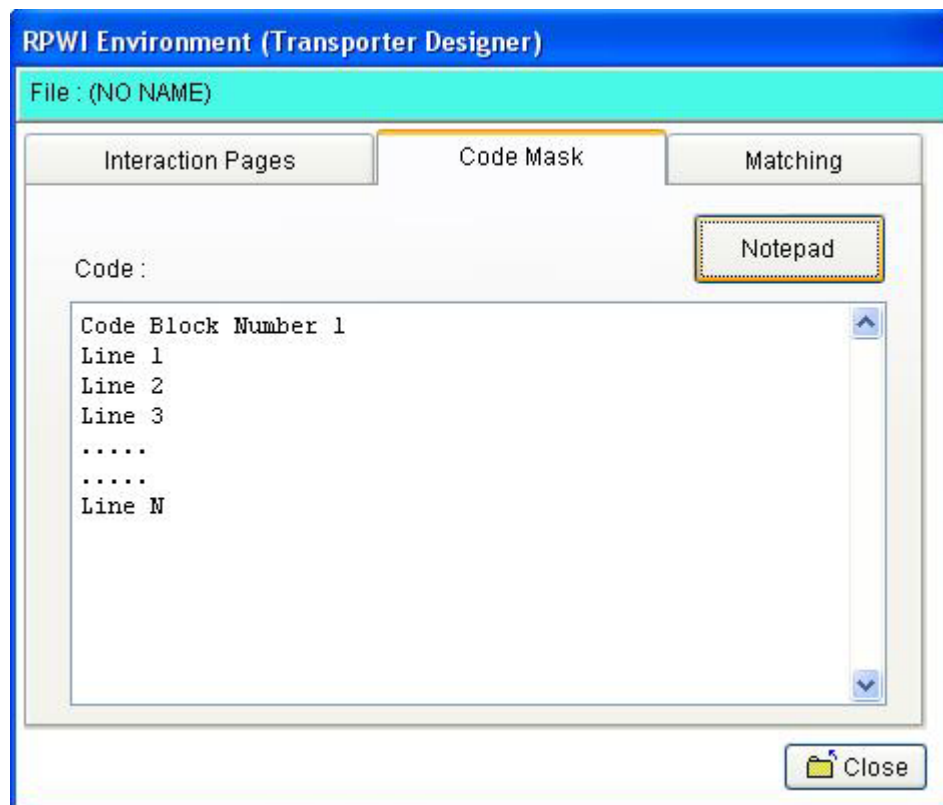 RPWI Environment (Transporter Designer)
File : (NO NAME)
Interaction Pages
Code Mask
Matching
Notepad
Code :
Code Block Number 1
Line 1
Line 2
Line 3
.....
.....
Line N
Close